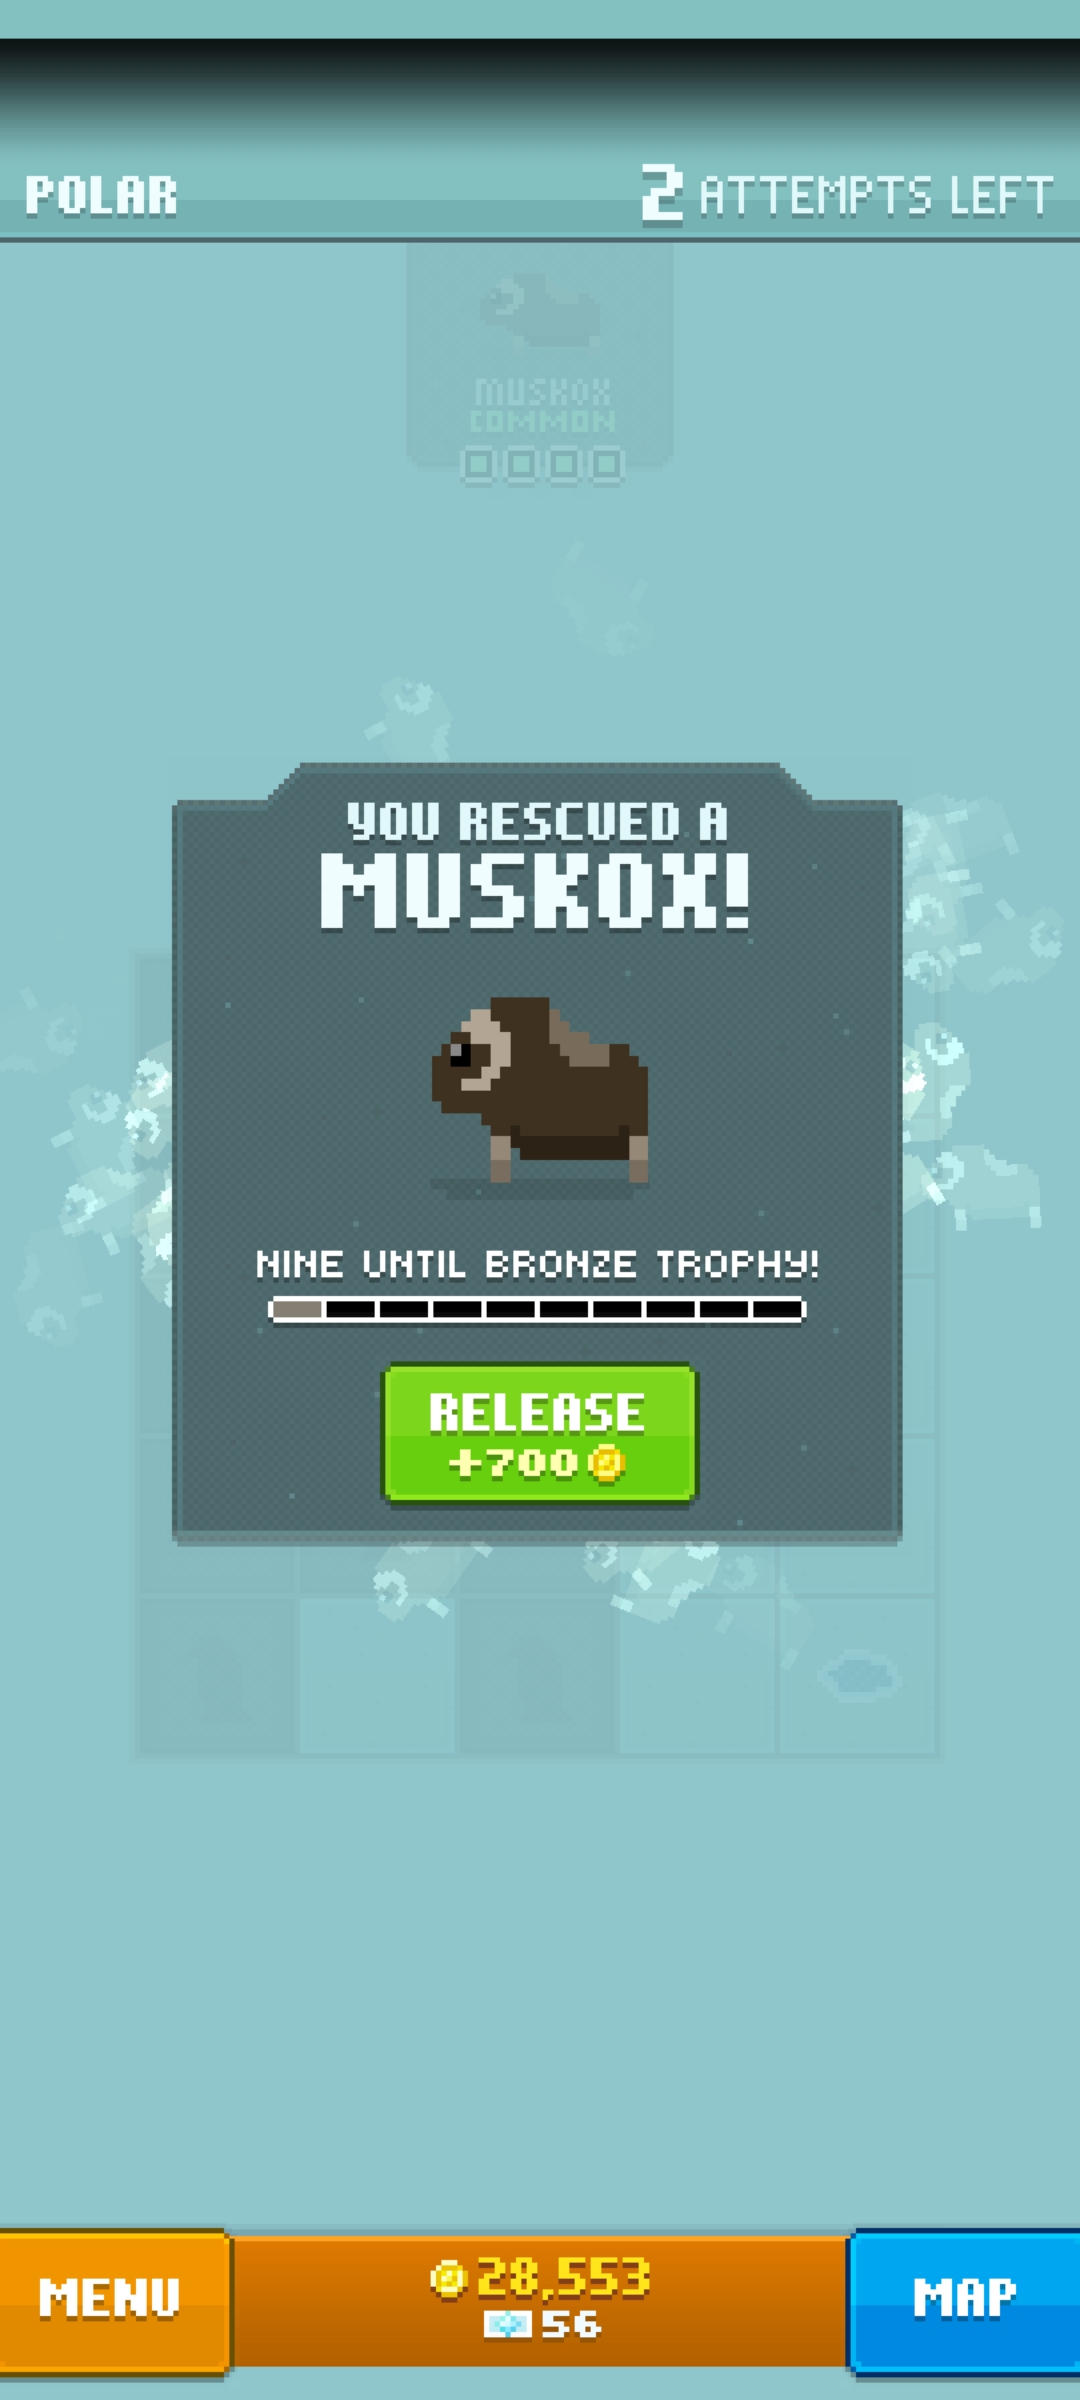 POLAR
2 ATTEMPTS LEFT
MUSKOX
COMMON
YOU RESCUED A
MUSKOX!
NINE UNTIL BRONZE TROPHY!
RELEASE
+700
MENU
28,553
56
MAP